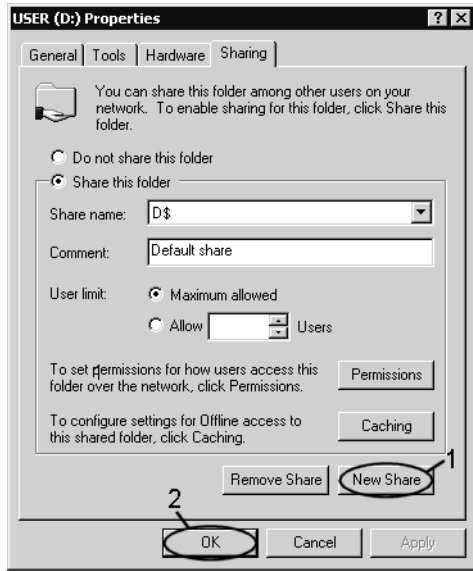 USER (D:) Properties
General Tools Hardware Sharing
You can share this folder among other users on your
network. To enable sharing for this folder, click Share this
folder.
Do not share this folder
Share this folder
Share name: D$
Comment: Default share
User limit: Maximum allowed
Allow Users
To set permissions for how users access this
folder over the network, click Permissions.
Permissions
To configure settings for Offline access to
this shared folder, click Caching.
Caching
1
Remove Share New Share
2
OK Cancel Apply